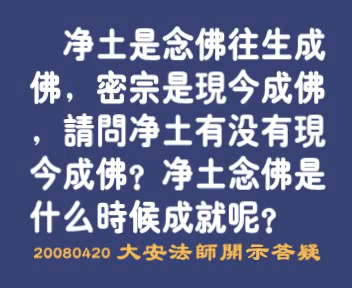 净土是念佛往生成
佛，密宗是現今成佛
，請問净土有没有現
今成佛？净土念佛是
什么時候成就呢？
20080420 大安法師開示答疑